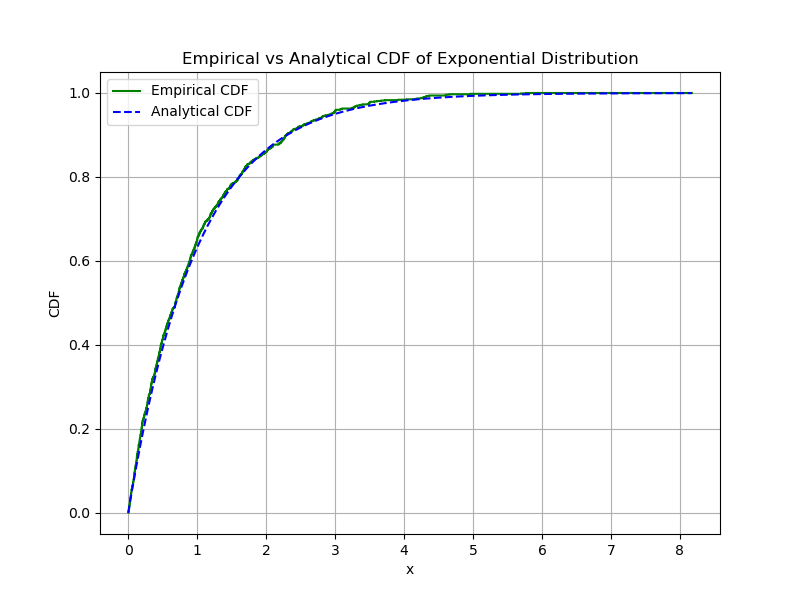 Empirical vs Analytical CDF of Exponential Distribution
Empirical CDF
Analytical CDF
1.0
0.8
0.6
0.4
0.2
0.0
CDF
0 1 2 3 4 5 6 7 8
x